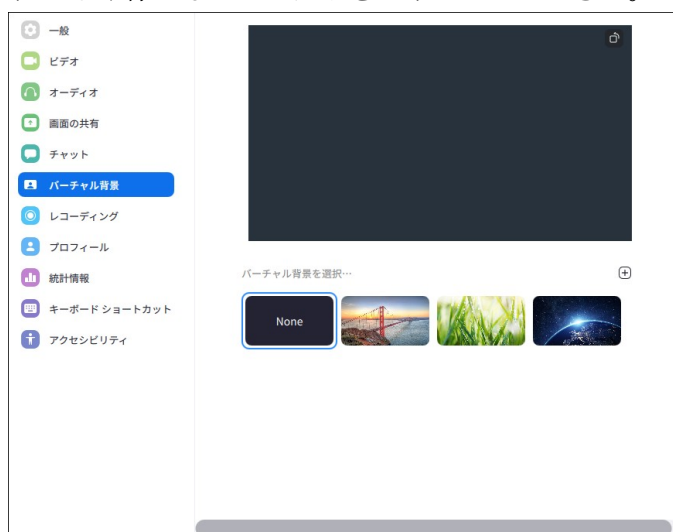 一般
ビデオ
オーディオ
画面の共有
チャット
バーチャル背景
レコーディング
プロフィール
統計情報
キーボード ショートカット
アクセシビリティ
バーチャル背景を選択…
None